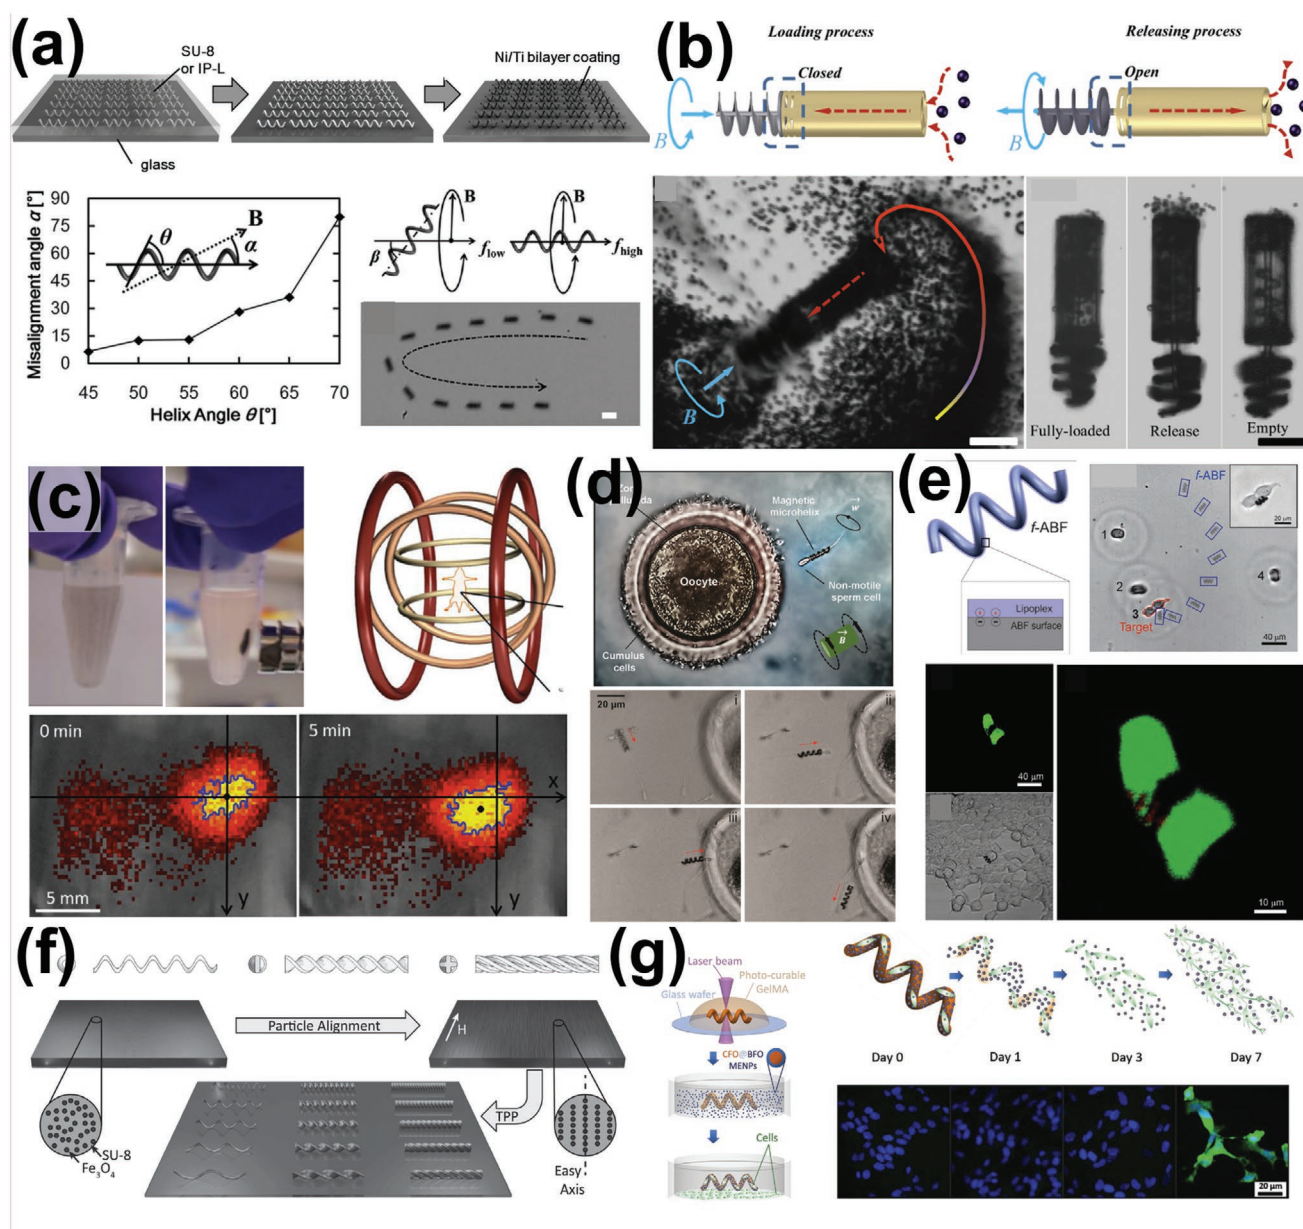 (a)
SU-8
or IP-L
Ni/Ti bilayer coating
glass
Misalignment angle α [°]
90
75
60
45
30
15
0
θ
B
α
45 50 55 60 65 70
Helix Angle θ [°]
B
β
f low
B
f high
(b)
Loading process
Closed
B
Releasing process
Open
B
B
Fully-loaded
Release
Empty
(c)
0 min
5 mm
y
5 min
x
y
(d)
Magnetic
microhelix
w
Oocyte
Non-motile
sperm cell
B
Cumulus
cells
20 μm
i
ii
iii
iv
(e)
f-ABF
Lipoplex
ABF surface
f-ABF
20 μm
1
2
3
4
Target
40 μm
40 μm
10 μm
(f)
Particle Alignment
H
TPP
SU-8
Fe3O4
Easy
Axis
(g)
Laser beam
Photo-curable
GelMA
Glass wafer
CFO@BFO
MENPs
Cells
Day 0
Day 1
Day 3
Day 7
20 μm